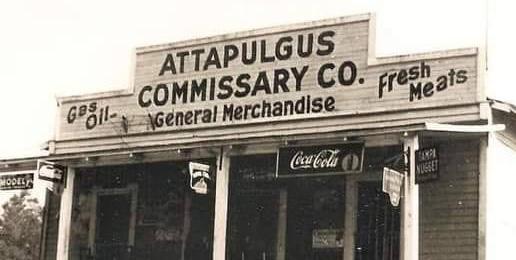 ATTAPULGUS
COMMISSARY CO.
General Merchandise
Gas
Oil-
Fresh
Meats
Coca-Cola
TAMPA
NUGGET
MODEL